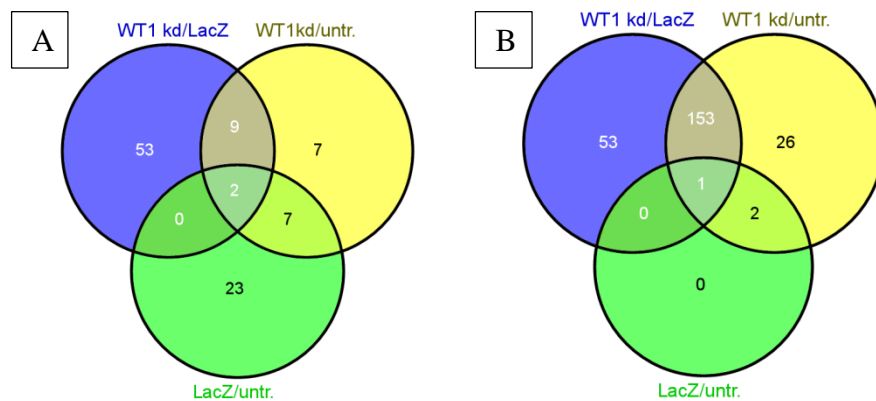 A
WT1 kd/LacZ WT1kd/untr.
53
9
7
2
0
7
23
LacZ/untr.
B
WT1 kd/LacZ WT1 kd/untr.
53
153
26
1
0
2
0
LacZ/untr.